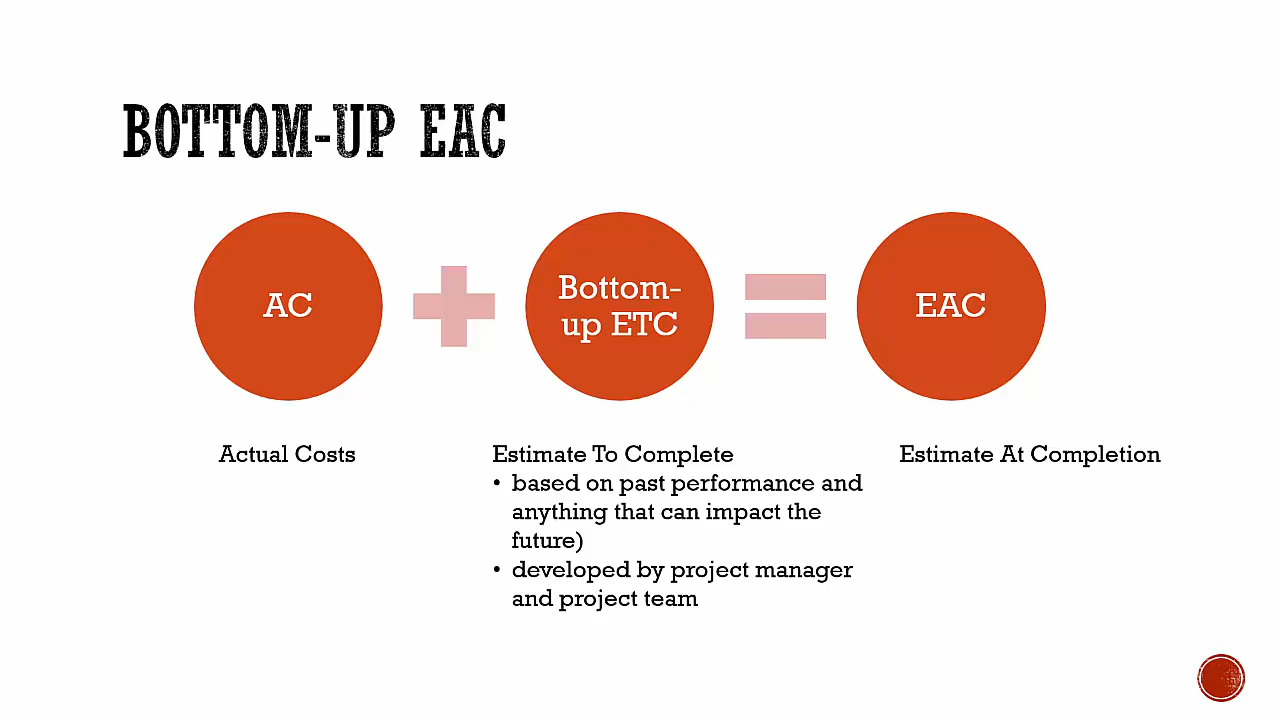 BOTTOM-UP EAC
AC
Bottom-
up ETC
EAC
Actual Costs
Estimate To Complete
• based on past performance and
anything that can impact the
future)
• developed by project manager
and project team
Estimate At Completion